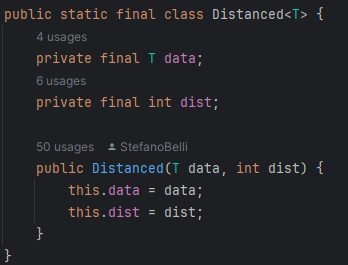 public static final class Distanced<T> {
4 usages
private final T data;
6 usages
private final int dist;
50 usages StefanoBelli
public Distanced(T data, int dist) {
this.data = data;
this.dist = dist;
}
}